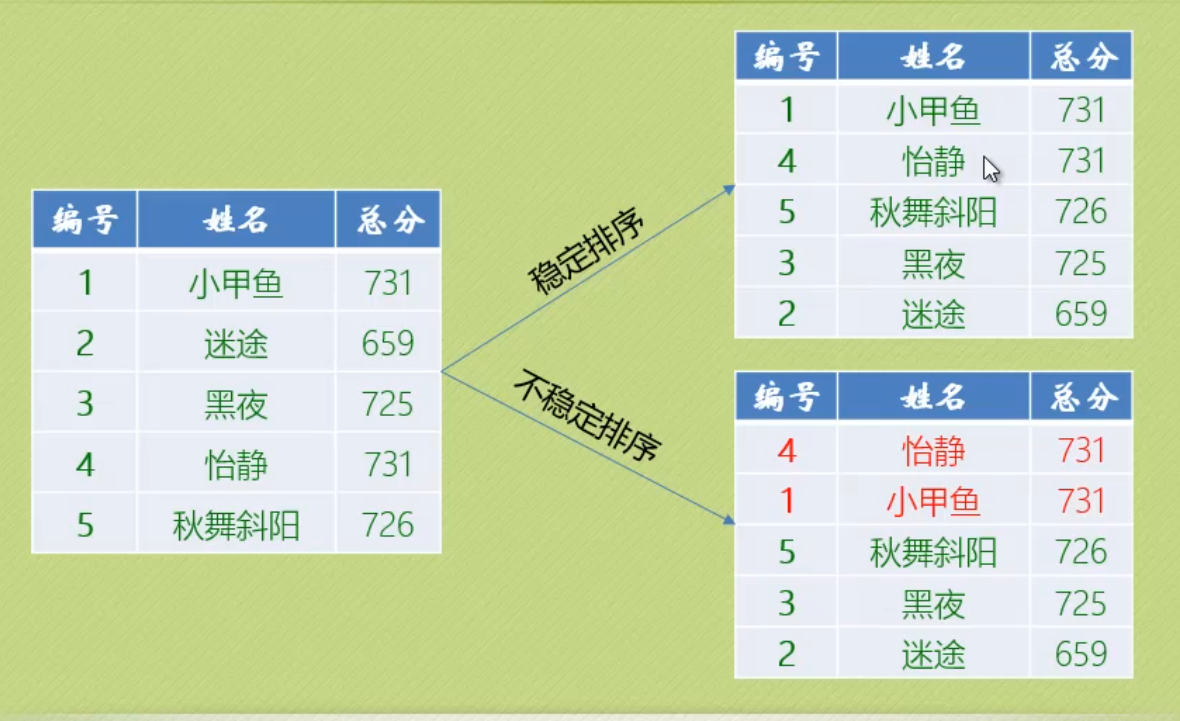 编号 姓名 总分
1 小甲鱼 731
2 迷途 659
3 黑夜 725
4 怡静 731
5 秋舞斜阳 726
稳定排序
不稳定排序
编号 姓名 总分
1 小甲鱼 731
4 怡静 731
5 秋舞斜阳 726
3 黑夜 725
2 迷途 659
编号 姓名 总分
4 怡静 731
1 小甲鱼 731
5 秋舞斜阳 726
3 黑夜 725
2 迷途 659